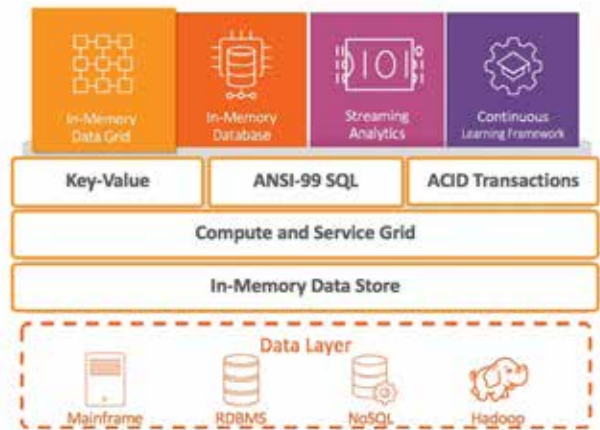 In-Memory
Data Grid
In-Memory
Database
Streaming
Analytics
Continuous
Learning Framework
Key-Value
ANSI-99 SQL
ACID Transactions
Compute and Service Grid
In-Memory Data Store
Data Layer
Mainframe
RDBMS
NoSQL
Hadoop